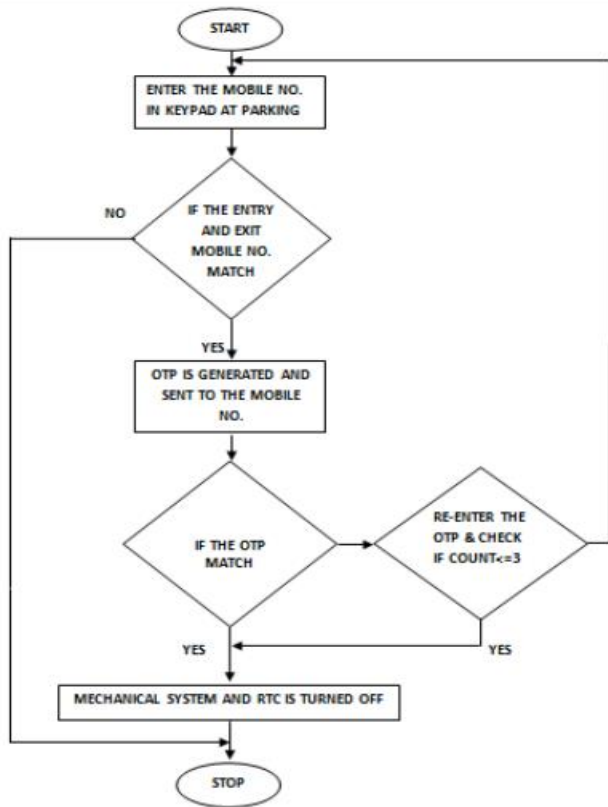 START
ENTER THE MOBILE NO.
IN KEYPAD AT PARKING
NO
IF THE ENTRY
AND EXIT
MOBILE NO.
MATCH
YES
OTP IS GENERATED AND
SENT TO THE MOBILE
NO.
IF THE OTP
MATCH
RE-ENTER THE
OTP & CHECK
IF COUNT<=3
YES
YES
MECHANICAL SYSTEM AND RTC IS TURNED OFF
STOP